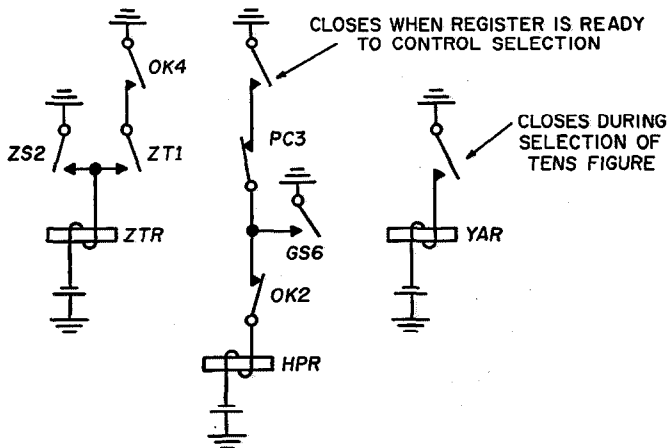 CLOSES WHEN REGISTER IS READY
TO CONTROL SELECTION
OK4
PC3
CLOSES DURING
SELECTION OF
TENS FIGURE
ZS2
ZT1
ZTR
GS6
YAR
OK2
HPR